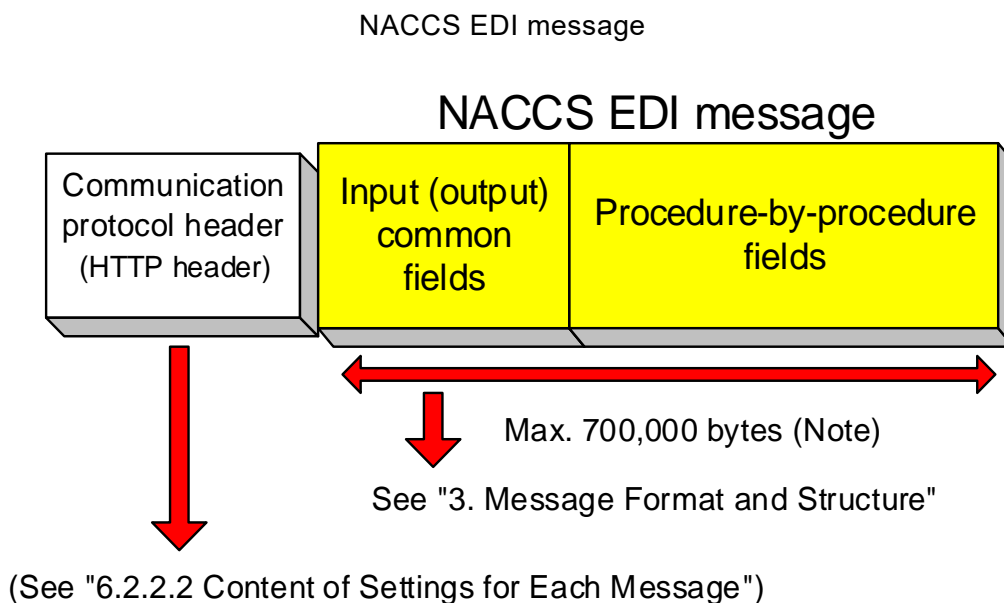 NACCS EDI message
NACCS EDI message
Communication
protocol header
(HTTP header)
Input (output)
common
fields
Procedure-by-procedure
fields
Max. 700,000 bytes (Note)
See "3. Message Format and Structure"
(See "6.2.2.2 Content of Settings for Each Message")